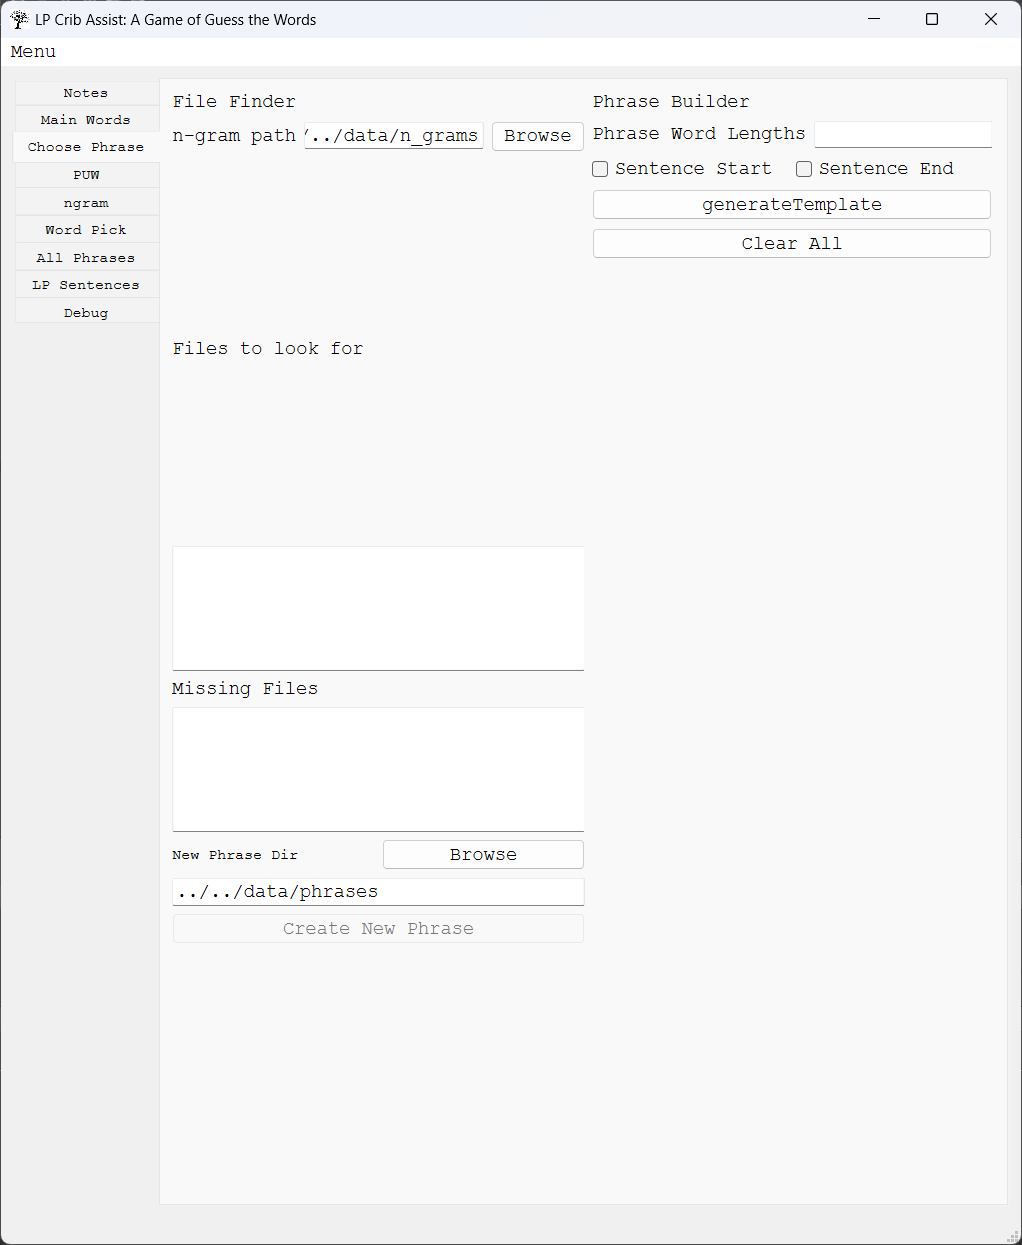 LP Crib Assist: A Game of Guess the Words
Menu
Notes
Main Words
Choose Phrase
PUW
ngram
Word Pick
All Phrases
LP Sentences
Debug
File Finder
n-gram path /../data/n_grams Browse
Files to look for
Missing Files
New Phrase Dir Browse
../../data/phrases
Create New Phrase
Phrase Builder
Phrase Word Lengths
Sentence Start Sentence End
generateTemplate
Clear All